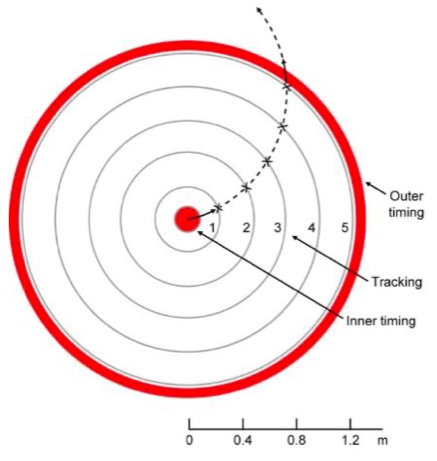 Outer
timing
1 2 3 4 5
Tracking
Inner timing
0 0.4 0.8 1.2 m